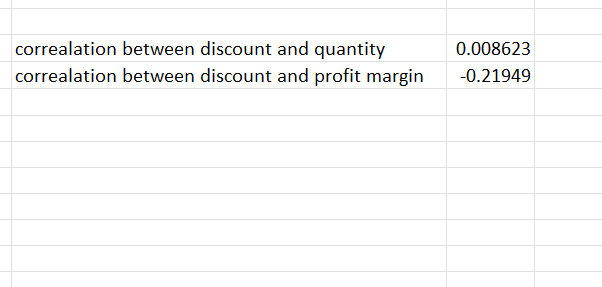 correalation between discount and quantity 0.008623
correalation between discount and profit margin -0.21949